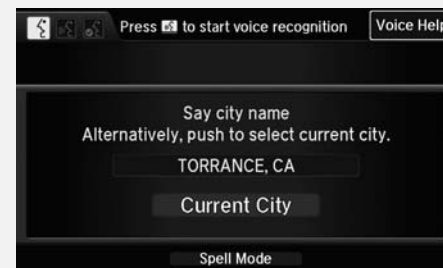 Press to start voice recognition
Voice Help
Say city name
Alternatively, push to select current city.
TORRANCE, CA
Current City
Spell Mode